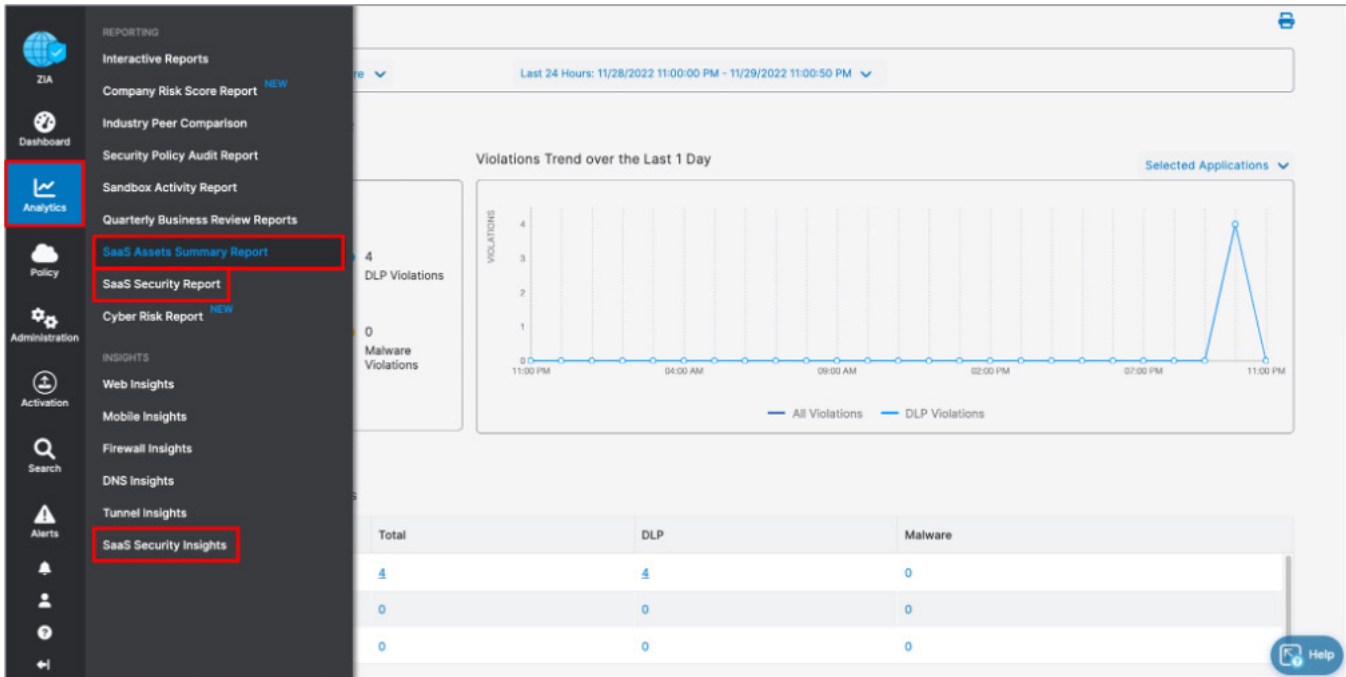 ZIA
Dashboard
Analytics
Policy
Administration
Activation
Search
Alerts
REPORTING
Interactive Reports
Company Risk Score Report NEW
Industry Peer Comparison
Security Policy Audit Report
Sandbox Activity Report
Quarterly Business Review Reports
SaaS Assets Summary Report
SaaS Security Report
Cyber Risk Report NEW
INSIGHTS
Web Insights
Mobile Insights
Firewall Insights
DNS Insights
Tunnel Insights
SaaS Security Insights
re
Last 24 Hours: 11/28/2022 11:00:00 PM - 11/29/2022 11:00:50 PM
4
DLP Violations
0
Malware
Violations
Violations Trend over the Last 1 Day
Selected Applications
VIOLATIONS
4
3
2
1
0
11:00 PM 04:00 AM 09:00 AM 02:00 PM 07:00 PM 11:00 PM
All Violations DLP Violations
s
Total DLP Malware
4 4 0
0 0 0
0 0 0
Help